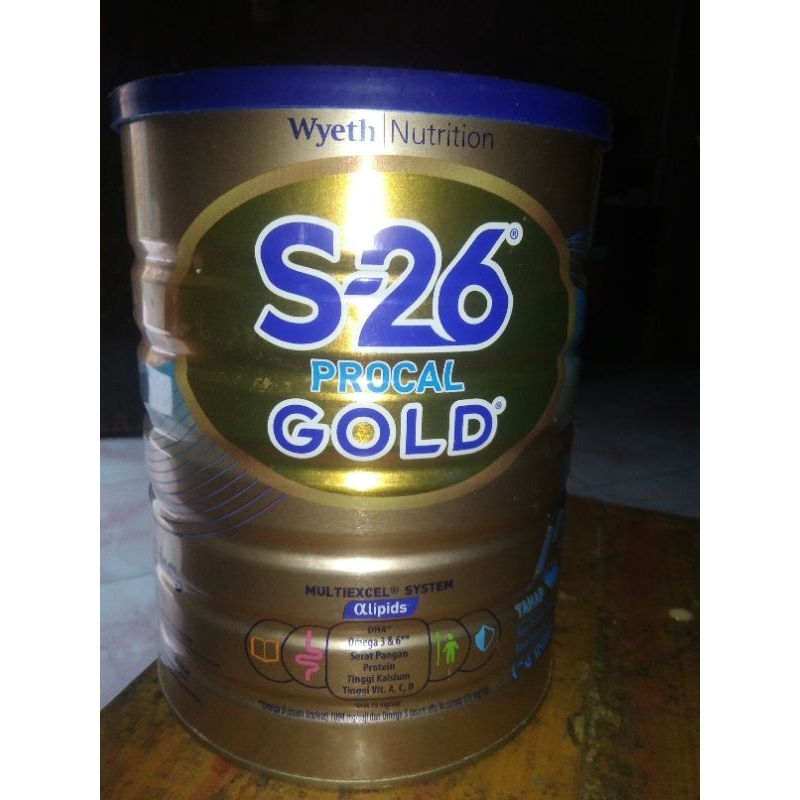 Wyeth | Nutrition
S-26®
PROCAL
GOLD®
MULTIEXCEL® SYSTEM
αlipids
DHA*
Omega 3 & 6**
Serat Pangan
Protein
Tinggi Kalsium
Tinggi Vit. A, C, D
TAHAP